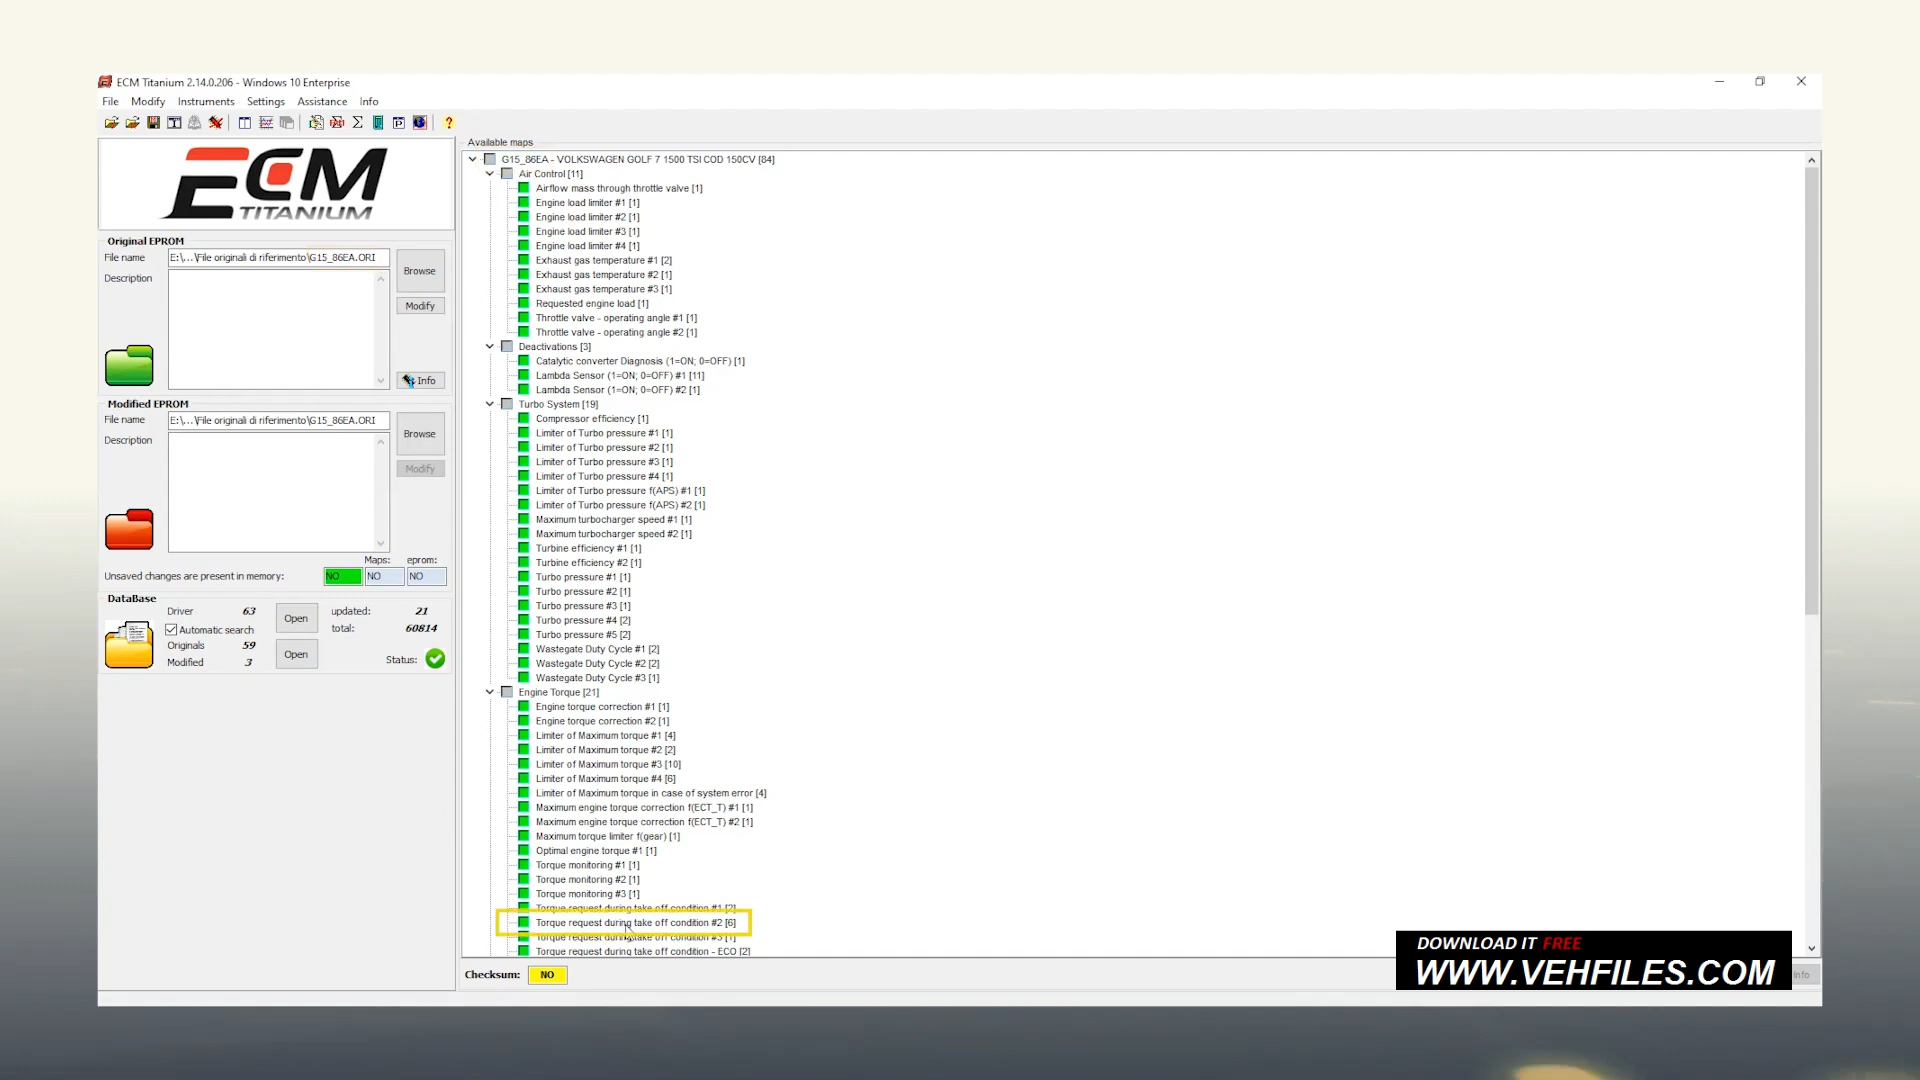 ECM Titanium 2.14.0.206 - Windows 10 Enterprise
File Modify Instruments Settings Assistance Info
ECM
TITANIUM
Original EPROM
File name E:\...\File originali di riferimento\G15_86EA.ORI
Browse
Description
Modify
Info
Modified EPROM
File name E:\...\File originali di riferimento\G15_86EA.ORI
Browse
Description
Modify
Maps: eprom:
Unsaved changes are present in memory: NO NO NO
DataBase
Driver 63 Open updated: 21
Automatic search total: 60814
Originals 59 Open
Modified 3 Status:
Available maps
G15_86EA - VOLKSWAGEN GOLF 7 1500 TSI COD 150CV [84]
Air Control [11]
Airflow mass through throttle valve [1]
Engine load limiter #1 [1]
Engine load limiter #2 [1]
Engine load limiter #3 [1]
Engine load limiter #4 [1]
Exhaust gas temperature #1 [2]
Exhaust gas temperature #2 [1]
Exhaust gas temperature #3 [1]
Requested engine load [1]
Throttle valve - operating angle #1 [1]
Throttle valve - operating angle #2 [1]
Deactivations [3]
Catalytic converter Diagnosis (1=ON; 0=OFF) [1]
Lambda Sensor (1=ON; 0=OFF) #1 [11]
Lambda Sensor (1=ON; 0=OFF) #2 [1]
Turbo System [19]
Compressor efficiency [1]
Limiter of Turbo pressure #1 [1]
Limiter of Turbo pressure #2 [1]
Limiter of Turbo pressure #3 [1]
Limiter of Turbo pressure #4 [1]
Limiter of Turbo pressure f(APS) #1 [1]
Limiter of Turbo pressure f(APS) #2 [1]
Maximum turbocharger speed #1 [1]
Maximum turbocharger speed #2 [1]
Turbine efficiency #1 [1]
Turbine efficiency #2 [1]
Turbo pressure #1 [1]
Turbo pressure #2 [1]
Turbo pressure #3 [1]
Turbo pressure #4 [2]
Turbo pressure #5 [2]
Wastegate Duty Cycle #1 [2]
Wastegate Duty Cycle #2 [2]
Wastegate Duty Cycle #3 [1]
Engine Torque [21]
Engine torque correction #1 [1]
Engine torque correction #2 [1]
Limiter of Maximum torque #1 [4]
Limiter of Maximum torque #2 [2]
Limiter of Maximum torque #3 [10]
Limiter of Maximum torque #4 [6]
Limiter of Maximum torque in case of system error [4]
Maximum engine torque correction f(ECT_T) #1 [1]
Maximum engine torque correction f(ECT_T) #2 [1]
Maximum torque limiter f(gear) [1]
Optimal engine torque #1 [1]
Torque monitoring #1 [1]
Torque monitoring #2 [1]
Torque monitoring #3 [1]
Torque request during take off condition #1 [2]
Torque request during take off condition #2 [6]
Torque request during take off condition #3 [1]
Torque request during take off condition - ECO [2]
Checksum: NO
Info
DOWNLOAD IT FREE
WWW.VEHFILES.COM